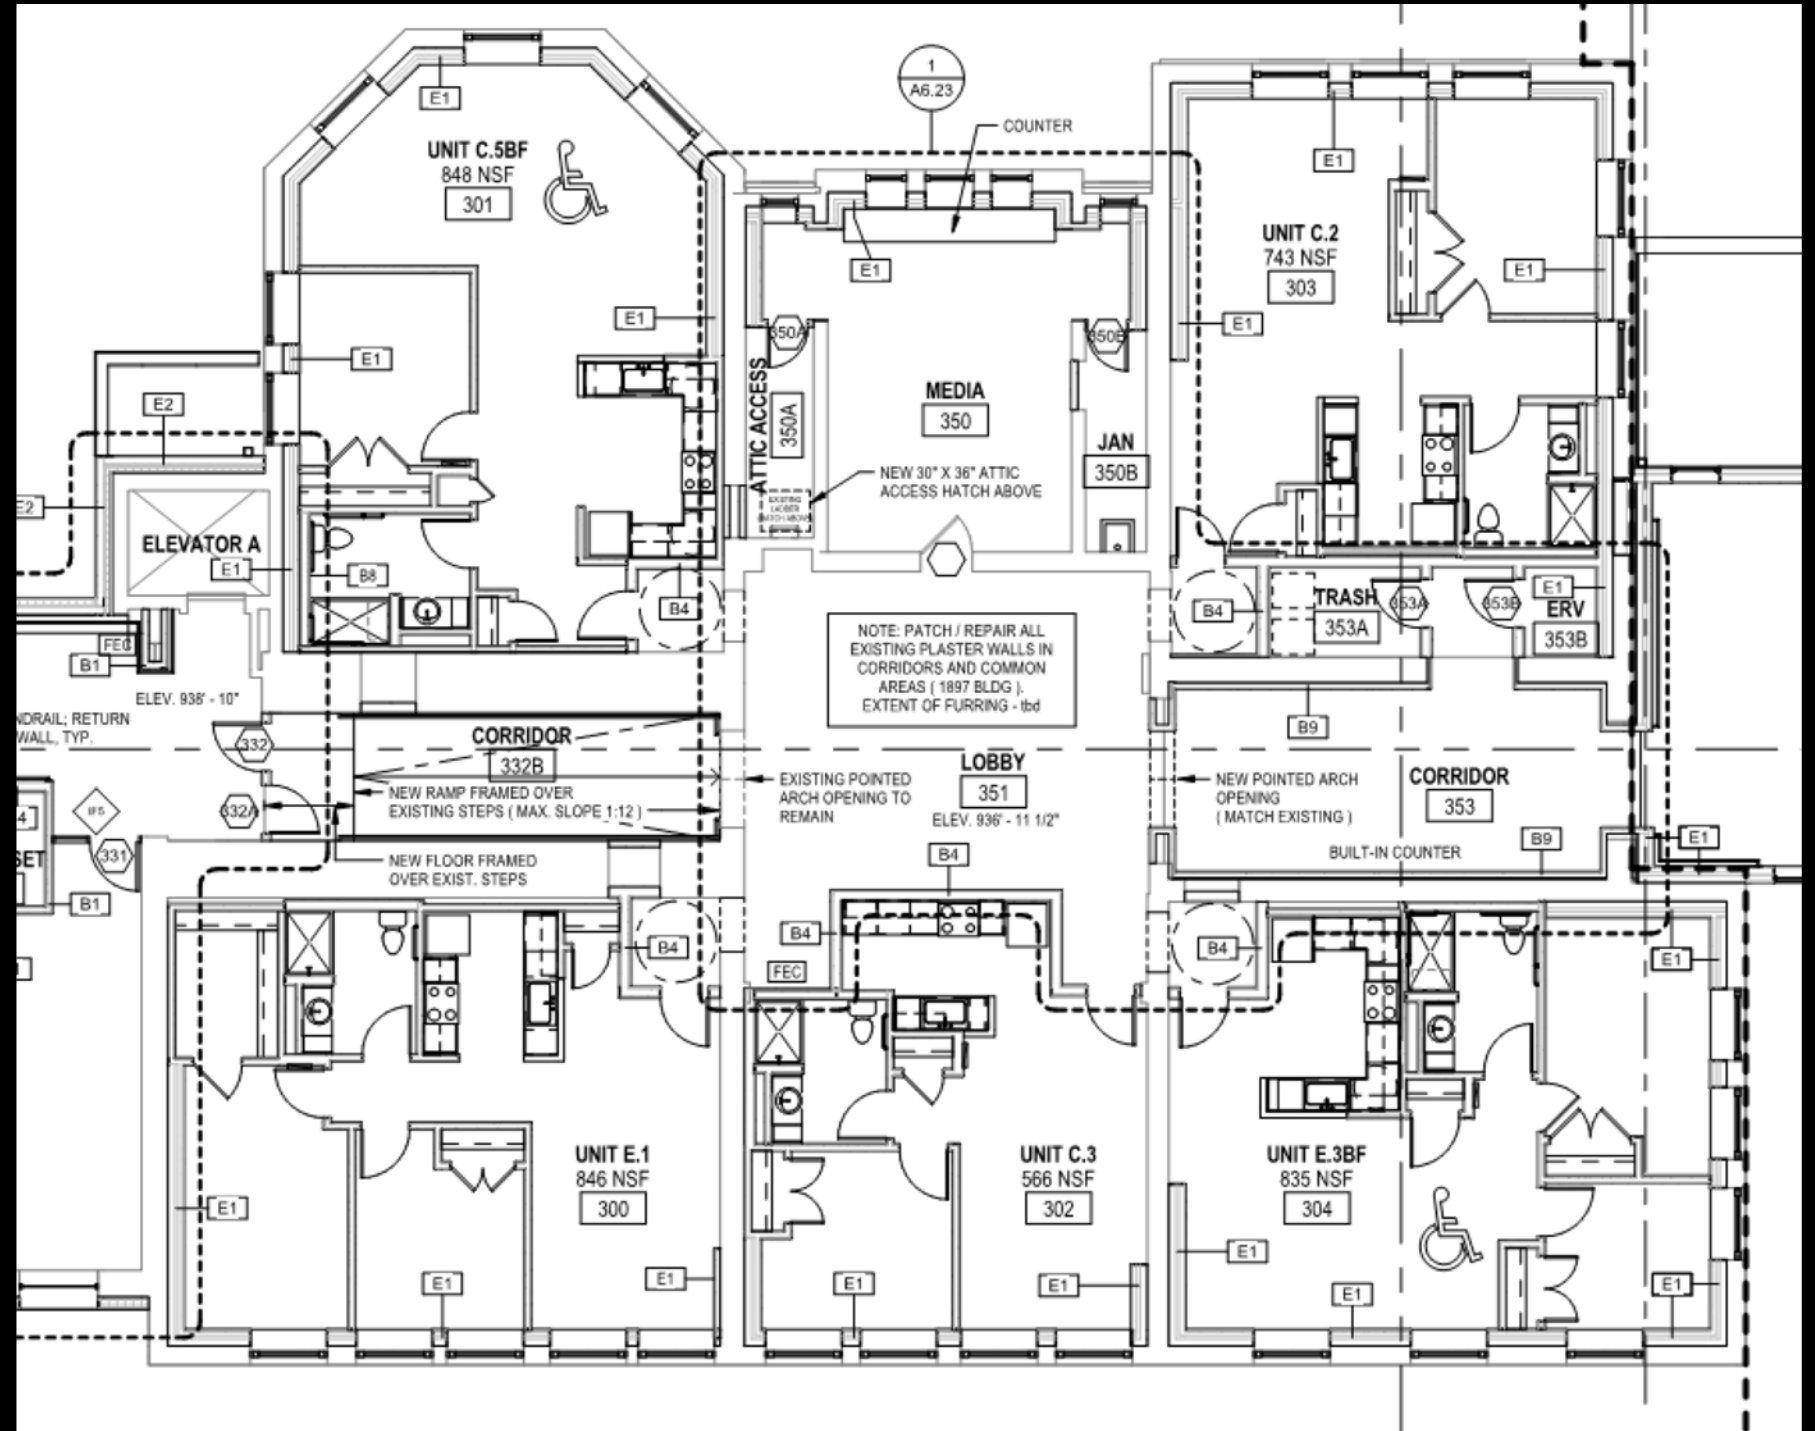 1
A6.23
COUNTER
E1
UNIT C.5BF
848 NSF
301
E1
E1
E1
UNIT C.2
743 NSF
303
E1
E1
E1
E1
350A
350B
MEDIA
350
ATTIC ACCESS
350A
JAN
350B
NEW 30" X 36" ATTIC
ACCESS HATCH ABOVE
EXISTING
LADDER
E2
E2
ELEVATOR A
E1
B8
B4
B4
TRASH
353A
353A
353B
E1
ERV
353B
FEC
B1
ELEV. 938' - 10"
NDRAIL; RETURN
WALL, TYP.
NOTE: PATCH / REPAIR ALL
EXISTING PLASTER WALLS IN
CORRIDORS AND COMMON
AREAS ( 1897 BLDG ).
EXTENT OF FURRING - tbd
B9
332
CORRIDOR
332B
LOBBY
351
ELEV. 936' - 11 1/2"
CORRIDOR
353
EXISTING POINTED
ARCH OPENING TO
REMAIN
NEW POINTED ARCH
OPENING
( MATCH EXISTING )
NEW RAMP FRAMED OVER
EXISTING STEPS ( MAX. SLOPE 1:12 )
332A
IF5
4
SET
331
NEW FLOOR FRAMED
OVER EXIST. STEPS
B4
BUILT-IN COUNTER
B9
E1
B1
B4
B4
FEC
B4
E1
UNIT E.1
846 NSF
300
UNIT C.3
566 NSF
302
UNIT E.3BF
835 NSF
304
E1
E1
E1
E1
E1
E1
E1
E1